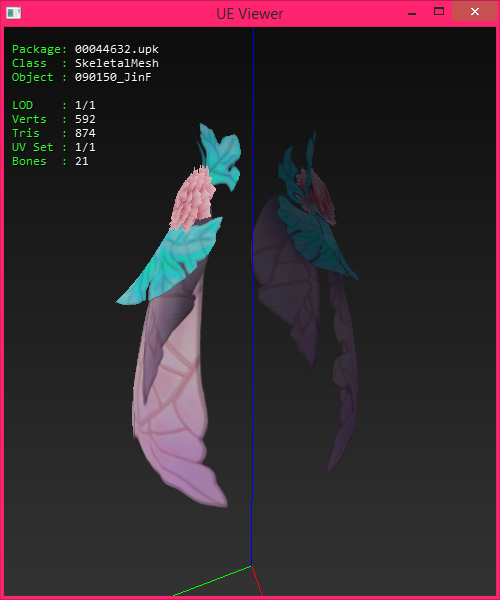 UE Viewer
Package: 00044632.upk
Class : SkeletalMesh
Object : 090150_JinF
LOD : 1/1
Verts : 592
Tris : 874
UV Set : 1/1
Bones : 21